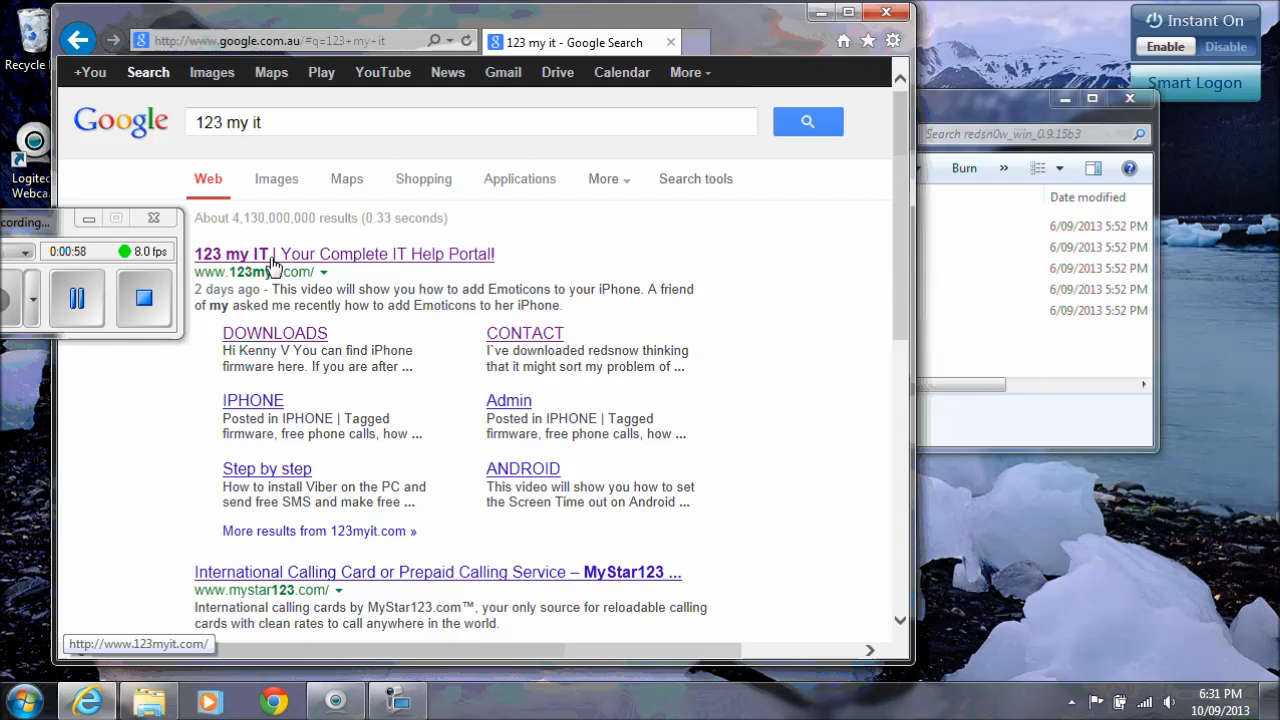 Recycle
Logitec
Webca.
http://www.google.com.au/#q=123+my+it
123 my it - Google Search
+You Search Images Maps Play YouTube News Gmail Drive Calendar More
Google
123 my it
Web Images Maps Shopping Applications More Search tools
About 4,130,000,000 results (0.33 seconds)
123 my IT | Your Complete IT Help Portal!
www.123my .com/
2 days ago - This video will show you how to add Emoticons to your iPhone. A friend
of my asked me recently how to add Emoticons to her iPhone.
DOWNLOADS
Hi Kenny V You can find iPhone
firmware here. If you are after ...
CONTACT
I`ve downloaded redsnow thinking
that it might sort my problem of ...
IPHONE
Posted in IPHONE | Tagged
firmware, free phone calls, how ...
Admin
Posted in IPHONE | Tagged
firmware, free phone calls, how ...
Step by step
How to install Viber on the PC and
send free SMS and make free ...
ANDROID
This video will show you how to set
the Screen Time out on Android ...
More results from 123myit.com »
International Calling Card or Prepaid Calling Service – MyStar123 ...
www.mystar123.com/
International calling cards by MyStar123.com™, your only source for reloadable calling
cards with clean rates to call anywhere in the world.
http://www.123myit.com/
ecording...
0:00:58 8.0 fps
Instant On
Enable Disable
Smart Logon
Search redsn0w_win_0.9.15b3
Burn »
Date modified
6/09/2013 5:52 PM
6/09/2013 5:52 PM
6/09/2013 5:52 PM
6/09/2013 5:52 PM
6/09/2013 5:52 PM
6:31 PM
10/09/2013